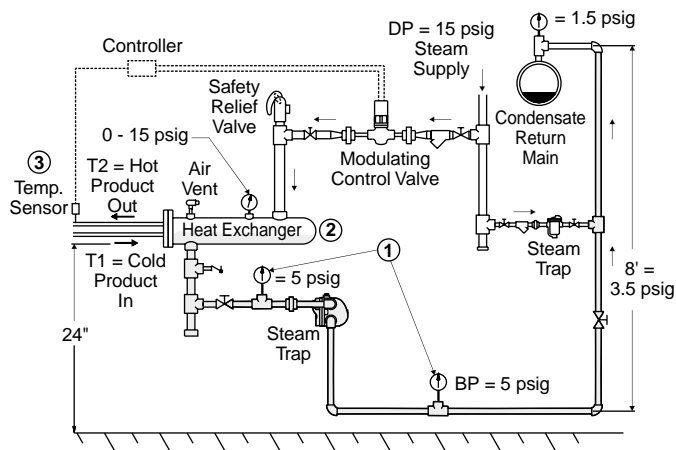 Controller
DP = 15 psig
Steam
Supply
= 1.5 psig
Safety
Relief
Valve
0 - 15 psig
Condensate
Return
Main
Modulating
Control Valve
3
Temp.
Sensor
T2 = Hot
Product
Out
Air
Vent
Heat Exchanger
2
T1 = Cold
Product
In
1
= 5 psig
Steam
Trap
Steam
Trap
8' =
3.5 psig
24"
BP = 5 psig